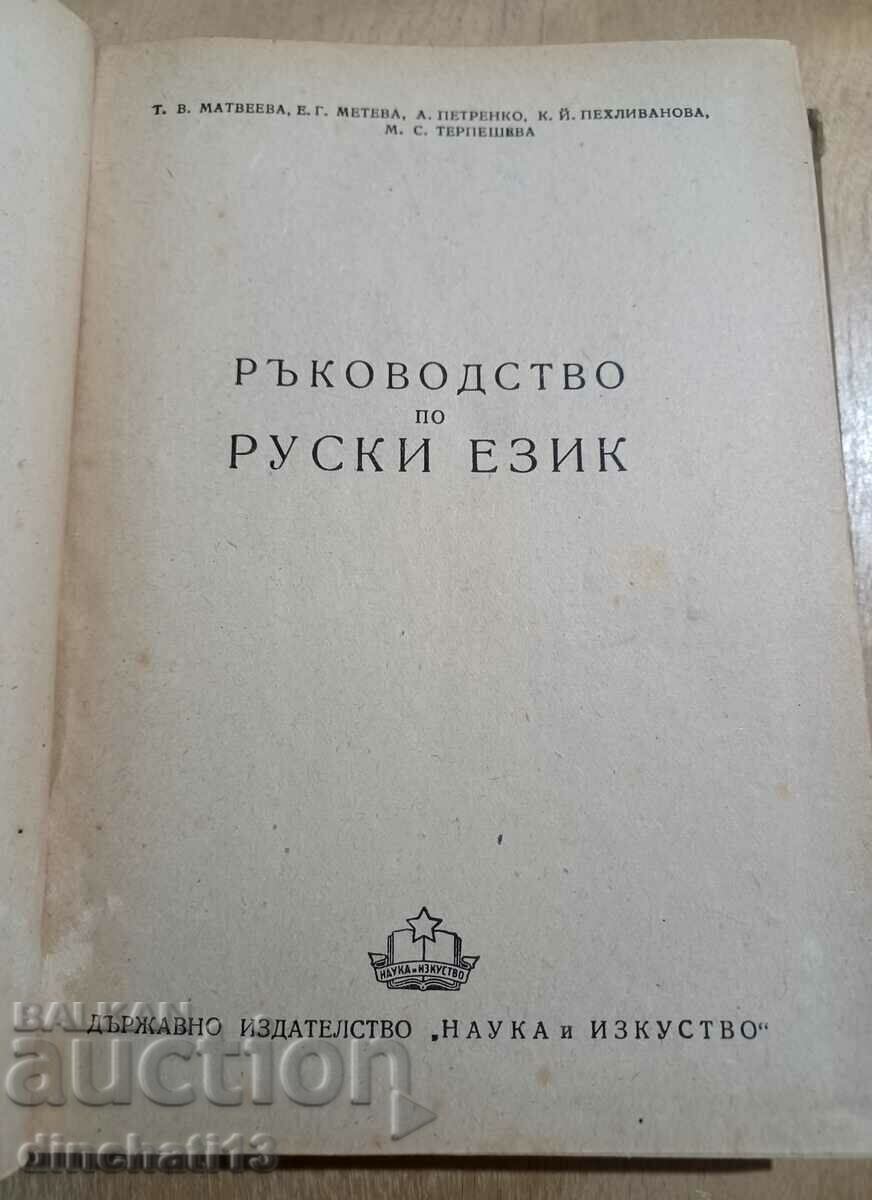 Т. В. МАТВЕЕВА, Е. Г. МЕТЕВА, А. ПЕТРЕНКО, К. Й. ПЕХЛИВАНОВА,
М. С. ТЕРПЕШЕВА
РЪКОВОДСТВО
ПО
РУСКИ ЕЗИК
НАУКА и ИЗКУСТВО
ДЪРЖАВНО ИЗДАТЕЛСТВО „НАУКА и ИЗКУСТВО“
BALKAN
auction
dinchati13